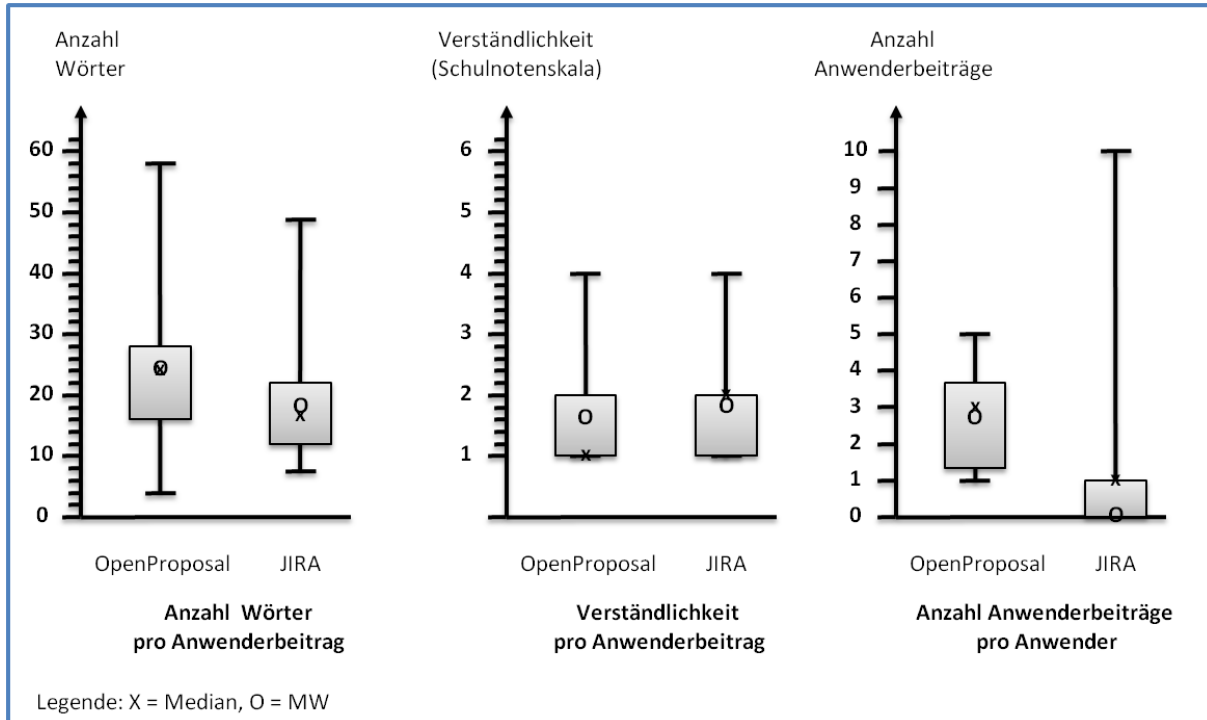 Anzahl
Wörter
60
50
40
30
20
10
0
X
O
X
O
OpenProposal
JIRA
Anzahl Wörter
pro Anwenderbeitrag
Verständlichkeit
(Schulnotenskala)
6
5
4
3
2
1
O
X
X
O
OpenProposal
JIRA
Verständlichkeit
pro Anwenderbeitrag
Anzahl
Anwenderbeiträge
10
9
8
7
6
5
4
3
2
1
0
X
O
X
O
OpenProposal
JIRA
Anzahl Anwenderbeiträge
pro Anwender
Legende: X = Median, O = MW